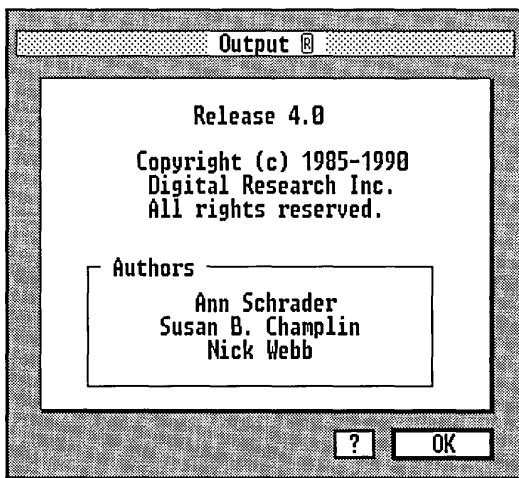 Output ®
Release 4.0
Copyright (c) 1985-1990
Digital Research Inc.
All rights reserved.
Authors
Ann Schrader
Susan B. Champlin
Nick Webb
? OK